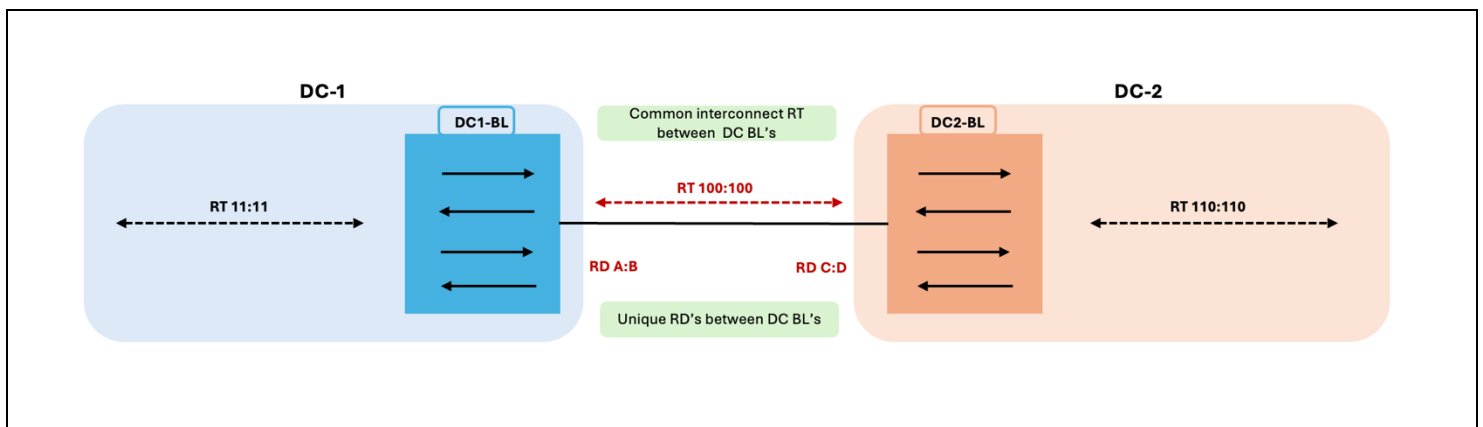 DC-1
DC-2
DC1-BL
Common interconnect RT
between DC BL's
DC2-BL
RT 11:11
RT 100:100
RT 110:110
RD A:B
RD C:D
Unique RD's between DC BL's